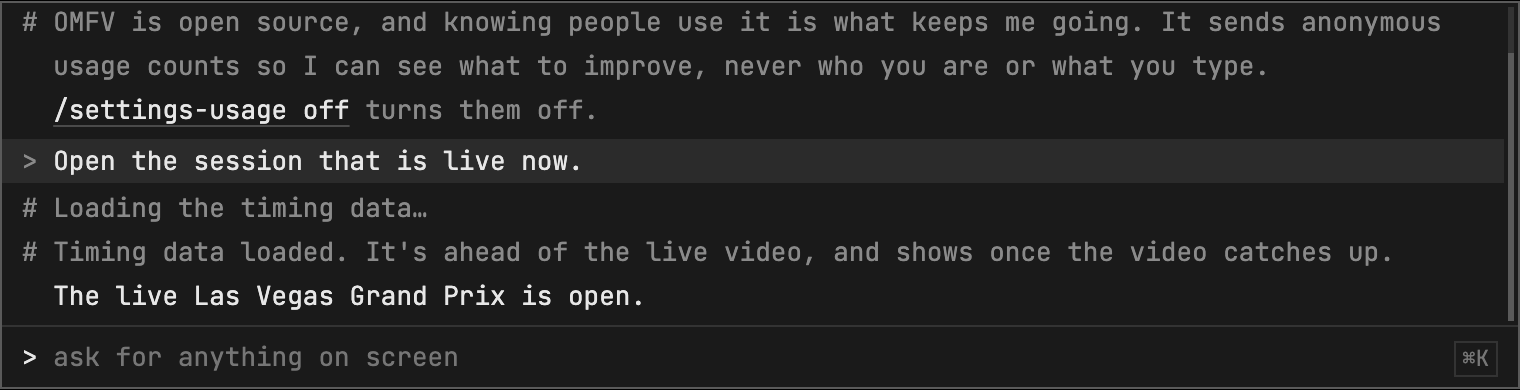 # OMFV is open source, and knowing people use it is what keeps me going. It sends anonymous
usage counts so I can see what to improve, never who you are or what you type.
/settings-usage off turns them off.
> Open the session that is live now.
# Loading the timing data…
# Timing data loaded. It's ahead of the live video, and shows once the video catches up.
The live Las Vegas Grand Prix is open.
> ask for anything on screen ⌘K